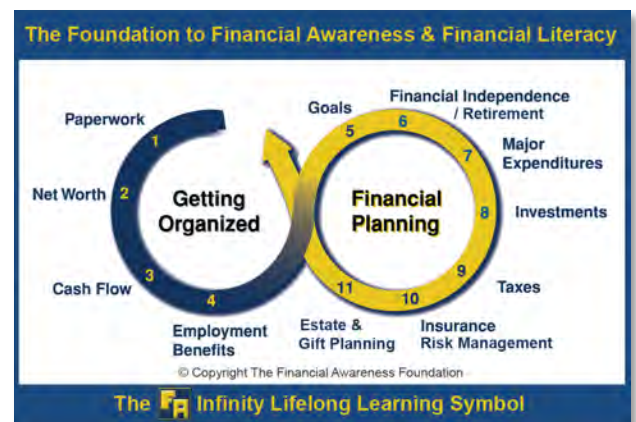 The Foundation to Financial Awareness & Financial Literacy
Paperwork
1
Net Worth
2
Cash Flow
3
4
Employment
Benefits
Getting
Organized
Goals
5
Financial Independence
/ Retirement
6
Major
Expenditures
7
Investments
8
Taxes
9
Insurance
Risk Management
10
Estate &
Gift Planning
11
Financial
Planning
© Copyright The Financial Awareness Foundation
The FA Infinity Lifelong Learning Symbol